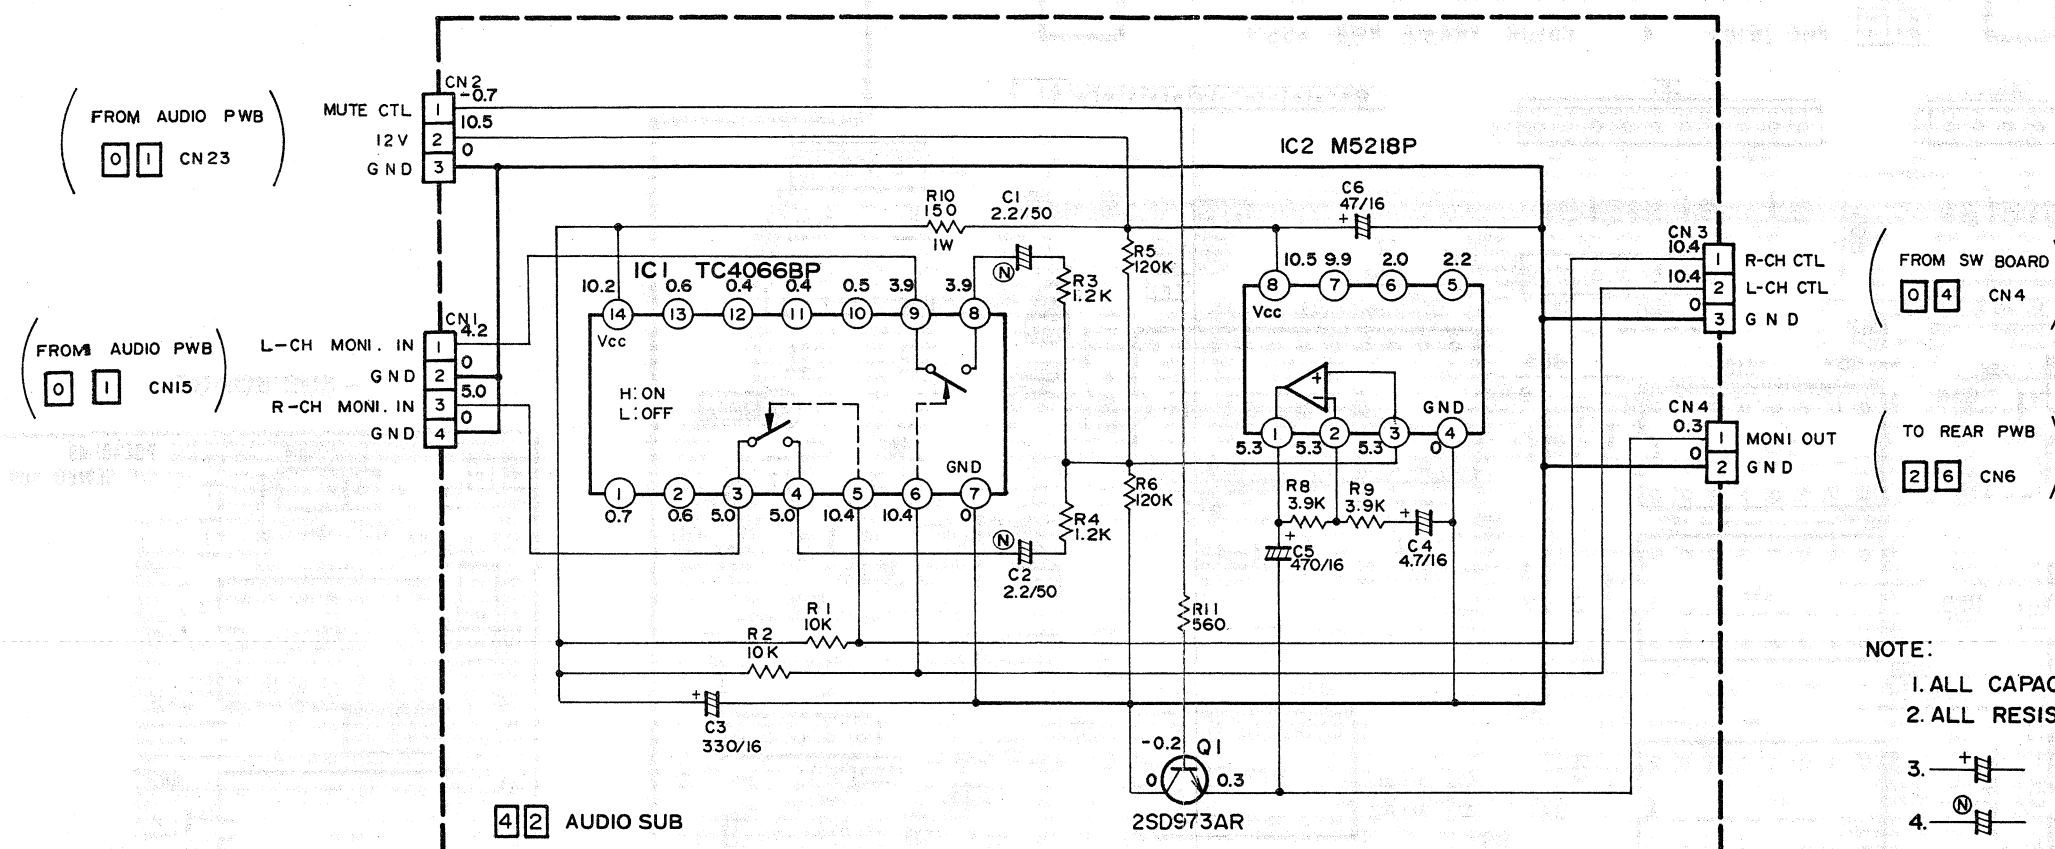 CN2
-0.7
FROM AUDIO PWB
0 1 CN23
MUTE CTL 1
10.5
12V 2
0
GND 3
IC2 M5218P
R10
150
1W
C1
2.2/50
N
C6
47/16
+
R5
120K
R3
1.2K
IC1 TC4066BP
10.2 0.6 0.4 0.4 0.5 3.9 3.9
14 13 12 11 10 9 8
Vcc
H:ON
L:OFF
GND
1 2 3 4 5 6 7
0.7 0.6 5.0 5.0 10.4 10.4 0
10.5 9.9 2.0 2.2
8 7 6 5
Vcc
+
-
GND
1 2 3 4
5.3 5.3 5.3 0
CN3
10.4
1 R-CH CTL
10.4
2 L-CH CTL
0
3 GND
FROM SW BOARD
0 4 CN4
CN1
4.2
FROM AUDIO PWB
0 1 CN15
L-CH MONI. IN 1
0
GND 2
5.0
R-CH MONI. IN 3
0
GND 4
CN4
0.3
1 MONI OUT
0
2 GND
TO REAR PWB
2 6 CN6
R6
120K
R8
3.9K
R9
3.9K
+
C4
4.7/16
+
C5
470/16
R4
1.2K
N
C2
2.2/50
R1
10K
R2
10K
R11
560
+
C3
330/16
-0.2 Q1
0 0.3
2SD973AR
4 2 AUDIO SUB
NOTE:
1. ALL CAPAC
2. ALL RESIS
3. +
4. N